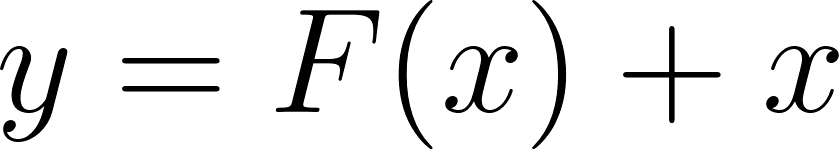 y = F(x) + x